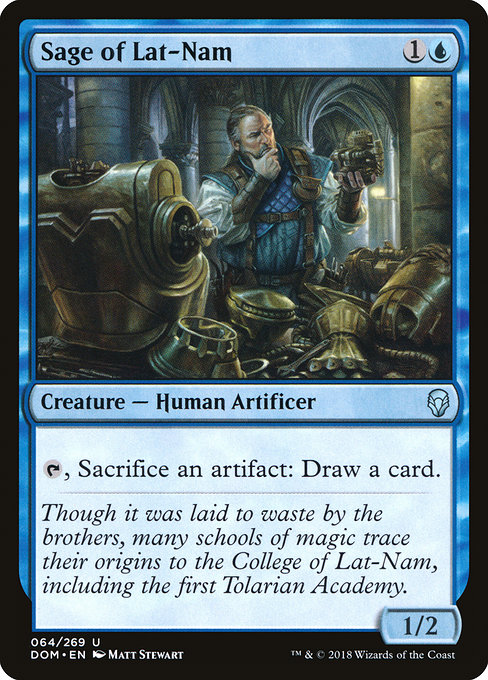 Sage of Lat-Nam 1
Creature — Human Artificer
, Sacrifice an artifact: Draw a card.
Though it was laid to waste by the
brothers, many schools of magic trace
their origins to the College of Lat-Nam,
including the first Tolarian Academy.
1/2
064/269 U
DOM • EN Matt Stewart
™ & © 2018 Wizards of the Coast